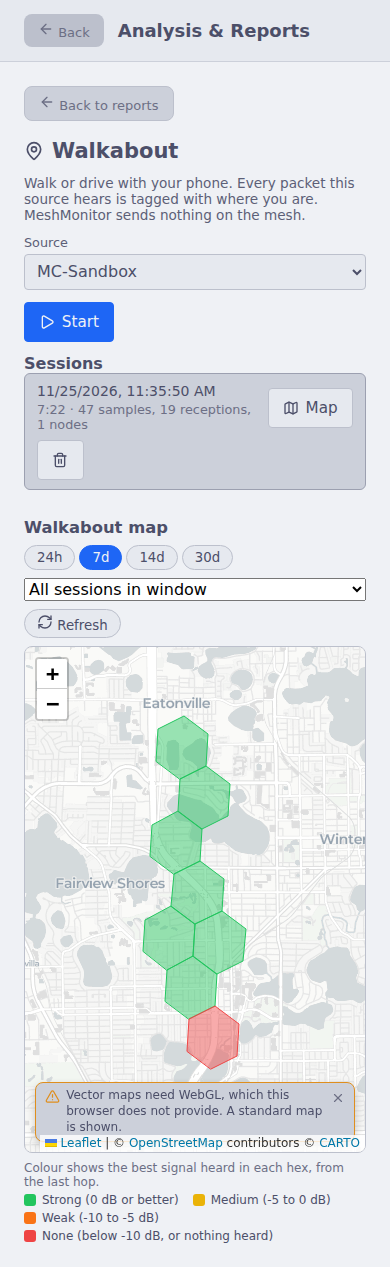 Back
Analysis & Reports
Back to reports
Walkabout
Walk or drive with your phone. Every packet this
source hears is tagged with where you are.
MeshMonitor sends nothing on the mesh.
Source
MC-Sandbox
Start
Sessions
11/25/2026, 11:35:50 AM
7:22 · 47 samples, 19 receptions,
1 nodes
Map
Walkabout map
24h 7d 14d 30d
All sessions in window
Refresh
+
−
Eatonville
Winter
Fairview Shores
Vector maps need WebGL, which this
browser does not provide. A standard map
is shown.
Leaflet | © OpenStreetMap contributors © CARTO
Colour shows the best signal heard in each hex, from
the last hop.
Strong (0 dB or better) Medium (-5 to 0 dB)
Weak (-10 to -5 dB)
None (below -10 dB, or nothing heard)